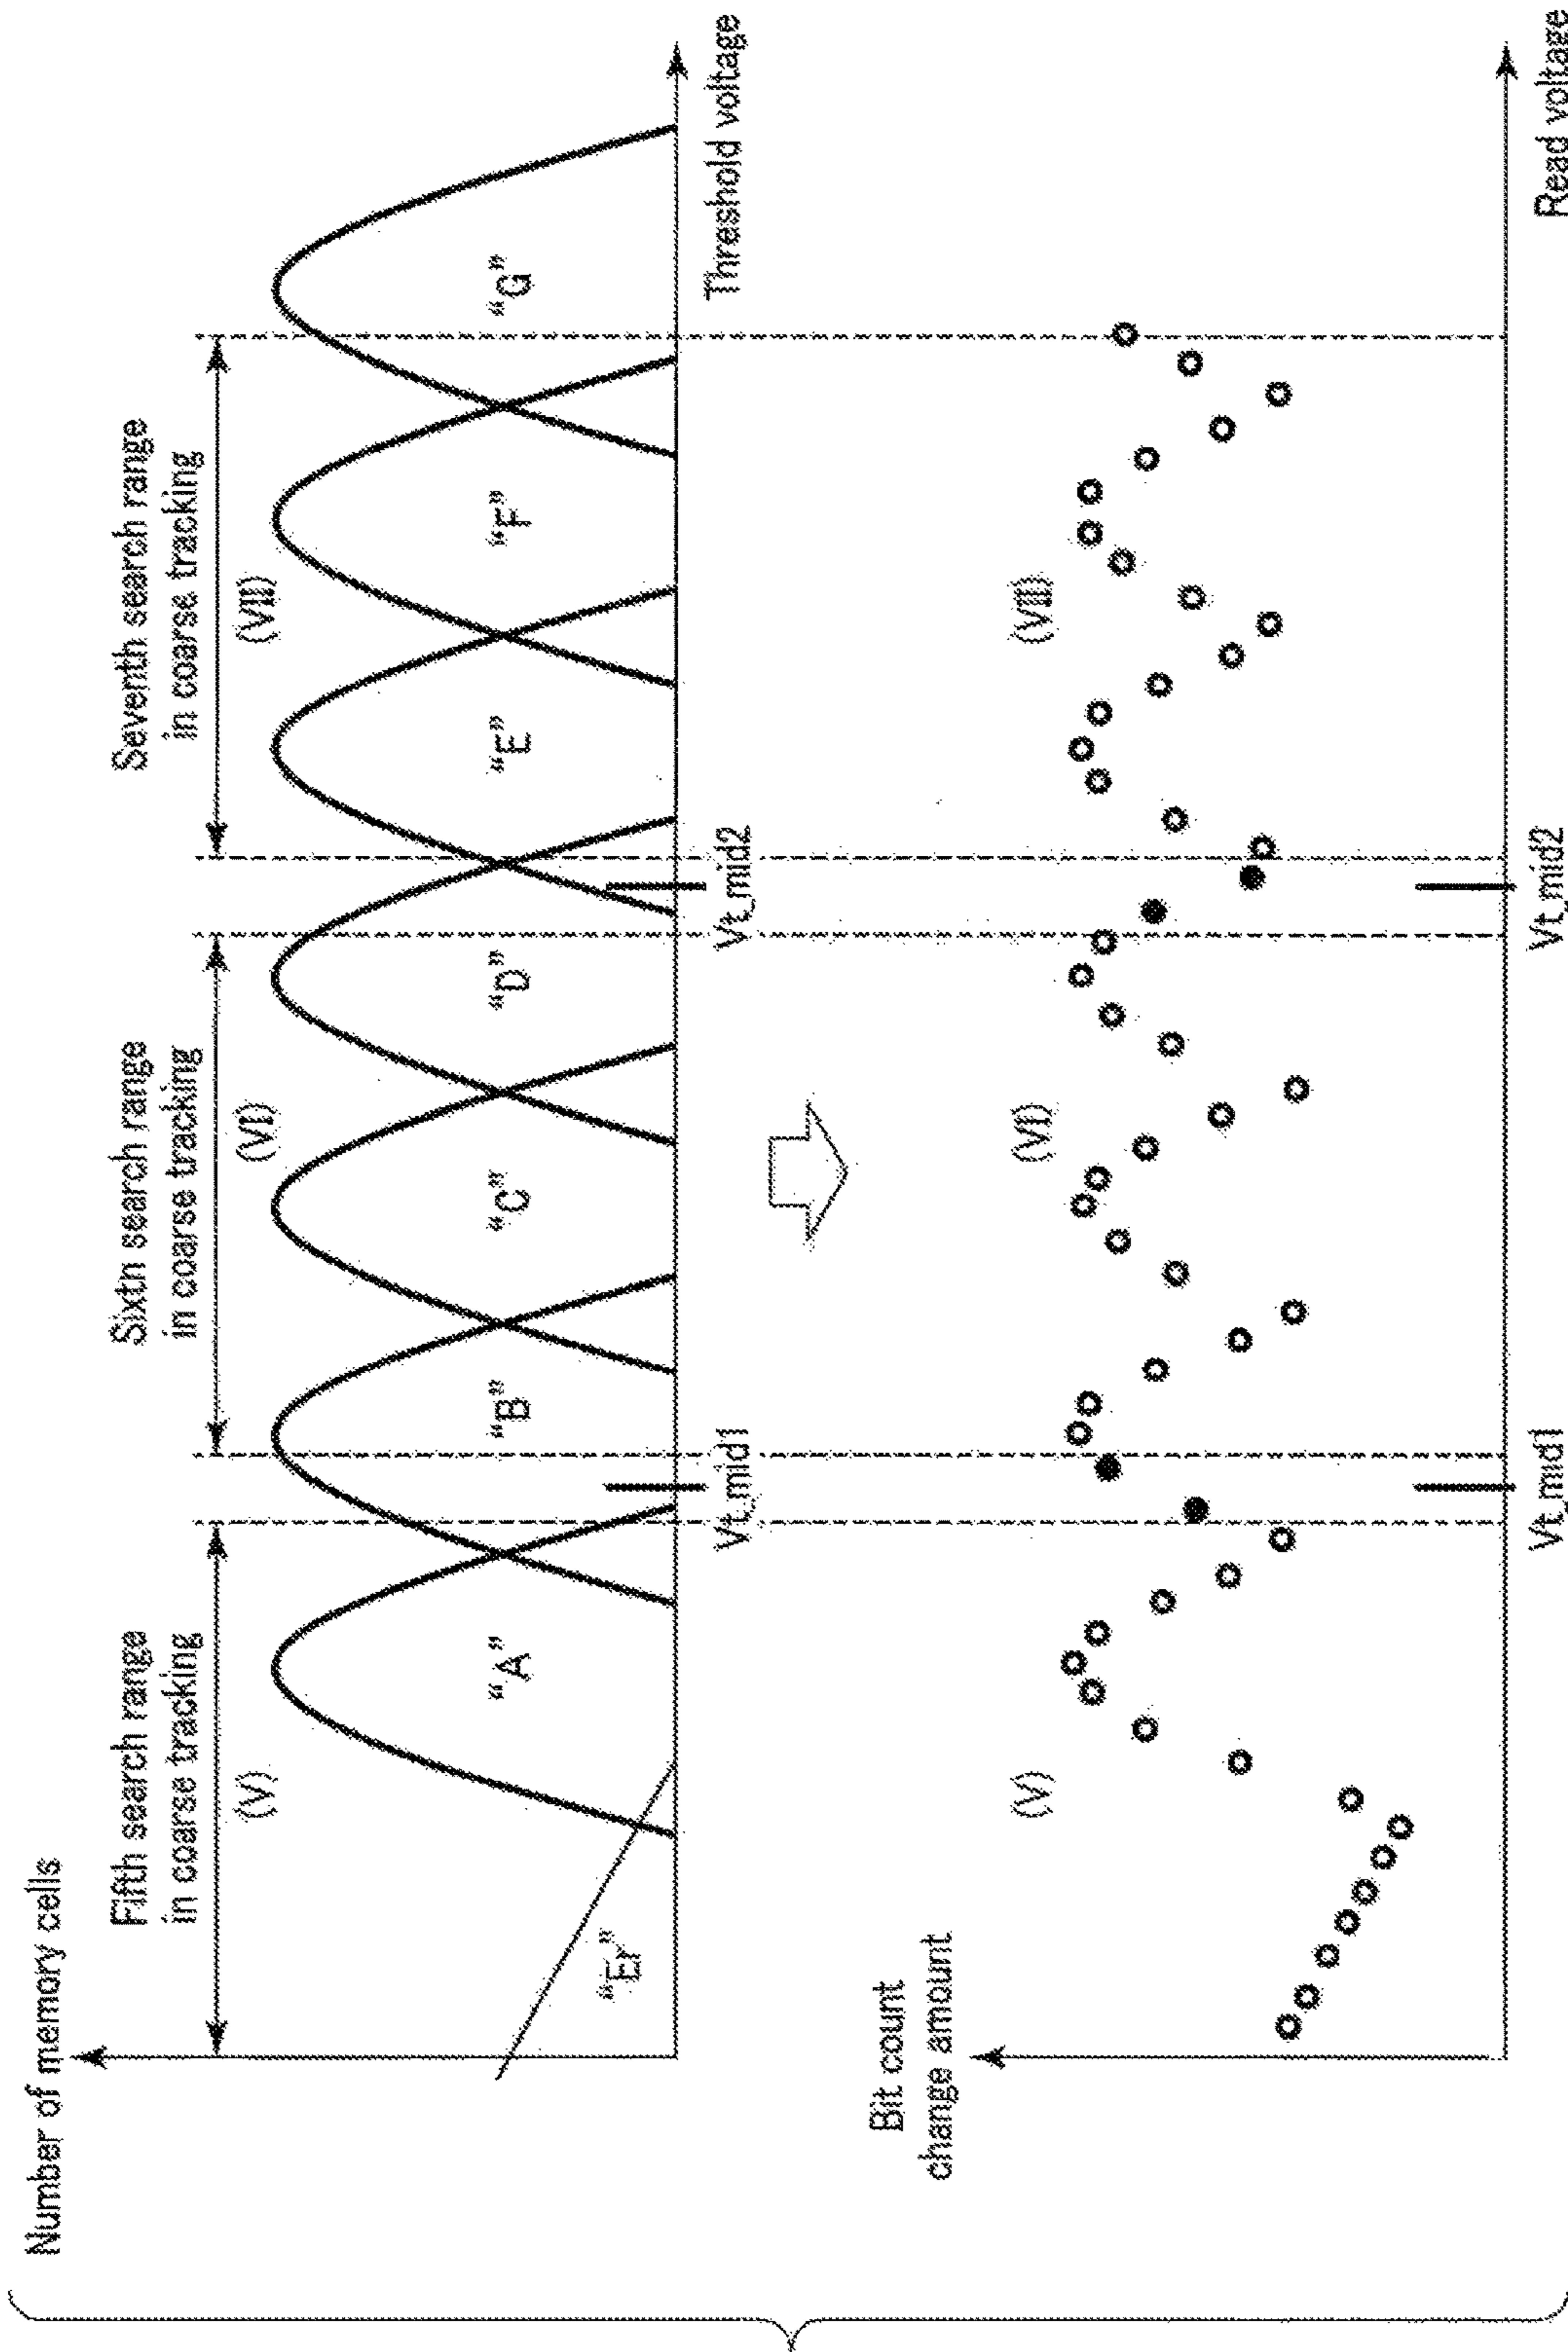 Number of memory cells
Fifth search range
in coarse tracking
(V)
Sixtn search range
in coarse tracking
(VI)
Seventh search range
in coarse tracking
(VII)
“Er”
“A”
“B”
“C”
“D”
“E”
“F”
“G”
Vt_mid1
Vt_mid2
Threshold voltage
Bit count
change amount
(V)
(VI)
(VII)
Vt_mid1
Vt_mid2
Read voltage